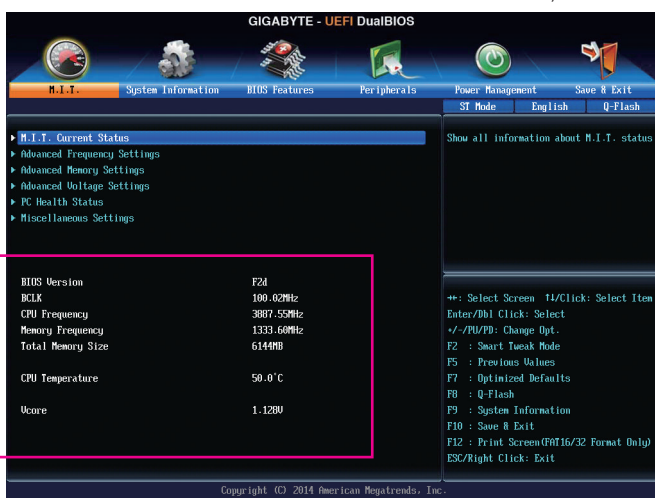 GIGABYTE - UEFI DualBIOS
M.I.T. System Information BIOS Features Peripherals Power Management Save & Exit
ST Mode English Q-Flash
M.I.T. Current Status
Advanced Frequency Settings
Advanced Memory Settings
Advanced Voltage Settings
PC Health Status
Miscellaneous Settings
Show all information about M.I.T. status
BIOS Version F2d
BCLK 100.02MHz
CPU Frequency 3887.55MHz
Memory Frequency 1333.60MHz
Total Memory Size 6144MB
CPU Temperature 50.0°C
Vcore 1.128V
→←: Select Screen ↑↓/Click: Select Item
Enter/Dbl Click: Select
+/-/PU/PD: Change Opt.
F2 : Smart Tweak Mode
F5 : Previous Values
F7 : Optimized Defaults
F8 : Q-Flash
F9 : System Information
F10 : Save & Exit
F12 : Print Screen(FAT16/32 Format Only)
ESC/Right Click: Exit
Copyright (C) 2014 American Megatrends, Inc.